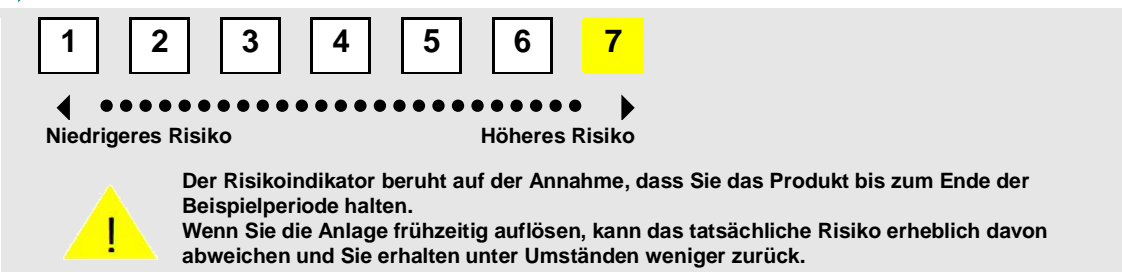 1 2 3 4 5 6 7
Niedrigeres Risiko Höheres Risiko
Der Risikoindikator beruht auf der Annahme, dass Sie das Produkt bis zum Ende der
Beispielperiode halten.
! Wenn Sie die Anlage frühzeitig auflösen, kann das tatsächliche Risiko erheblich davon
abweichen und Sie erhalten unter Umständen weniger zurück.